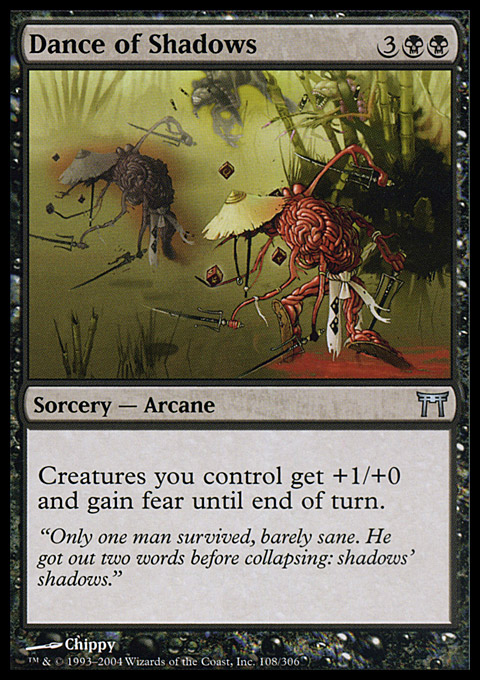 Dance of Shadows 3
Sorcery — Arcane
Creatures you control get +1/+0
and gain fear until end of turn.
“Only one man survived, barely sane. He
got out two words before collapsing: shadows’
shadows.”
Chippy
™ & © 1993–2004 Wizards of the Coast, Inc. 108/306